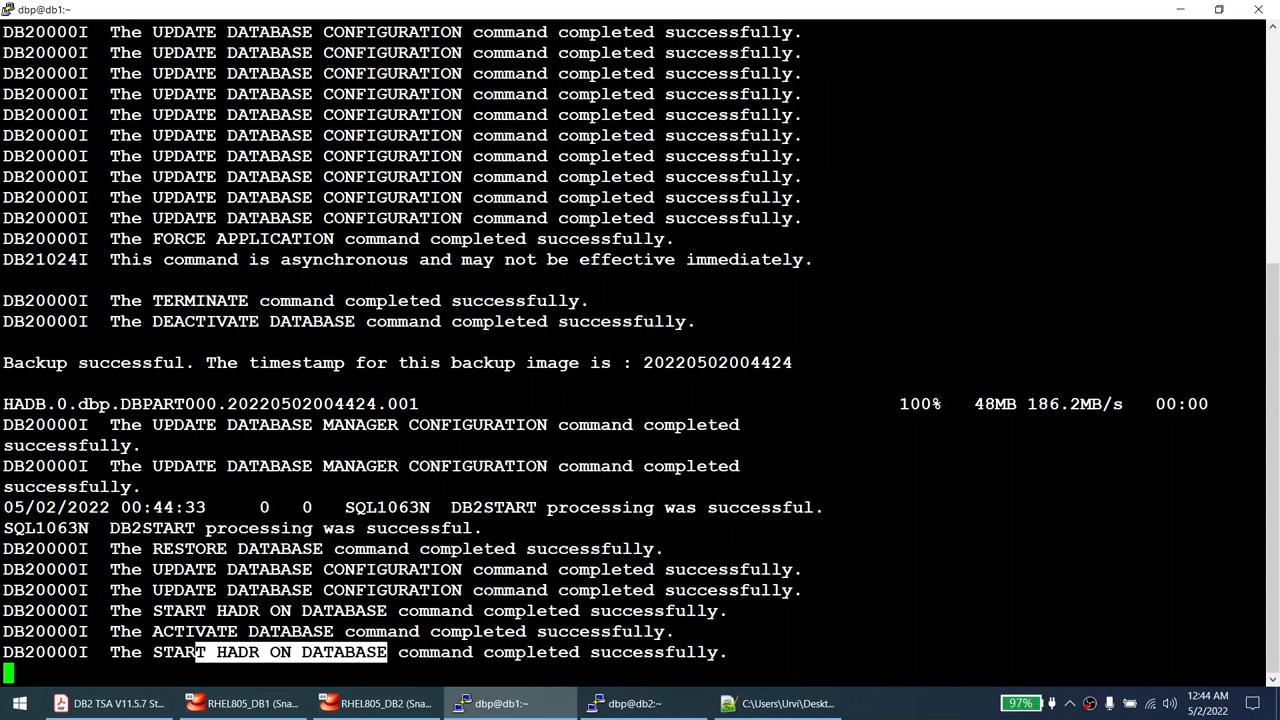 dbp@db1:~
DB20000I  The UPDATE DATABASE CONFIGURATION command completed successfully.
DB20000I  The UPDATE DATABASE CONFIGURATION command completed successfully.
DB20000I  The UPDATE DATABASE CONFIGURATION command completed successfully.
DB20000I  The UPDATE DATABASE CONFIGURATION command completed successfully.
DB20000I  The UPDATE DATABASE CONFIGURATION command completed successfully.
DB20000I  The UPDATE DATABASE CONFIGURATION command completed successfully.
DB20000I  The UPDATE DATABASE CONFIGURATION command completed successfully.
DB20000I  The UPDATE DATABASE CONFIGURATION command completed successfully.
DB20000I  The UPDATE DATABASE CONFIGURATION command completed successfully.
DB20000I  The UPDATE DATABASE CONFIGURATION command completed successfully.
DB20000I  The FORCE APPLICATION command completed successfully.
DB21024I  This command is asynchronous and may not be effective immediately.
DB20000I  The TERMINATE command completed successfully.
DB20000I  The DEACTIVATE DATABASE command completed successfully.
Backup successful. The timestamp for this backup image is : 20220502004424
HADB.0.dbp.DBPART000.20220502004424.001 100% 48MB 186.2MB/s 00:00
DB20000I  The UPDATE DATABASE MANAGER CONFIGURATION command completed
successfully.
DB20000I  The UPDATE DATABASE MANAGER CONFIGURATION command completed
successfully.
05/02/2022 00:44:33     0   0   SQL1063N  DB2START processing was successful.
SQL1063N  DB2START processing was successful.
DB20000I  The RESTORE DATABASE command completed successfully.
DB20000I  The UPDATE DATABASE CONFIGURATION command completed successfully.
DB20000I  The UPDATE DATABASE CONFIGURATION command completed successfully.
DB20000I  The START HADR ON DATABASE command completed successfully.
DB20000I  The ACTIVATE DATABASE command completed successfully.
DB20000I  The START HADR ON DATABASE command completed successfully.
DB2 TSA V11.5.7 St...
RHEL805_DB1 (Sna...
RHEL805_DB2 (Sna...
dbp@db1:~
dbp@db2:~
C:\Users\Urvi\Deskt...
97%
12:44 AM
5/2/2022